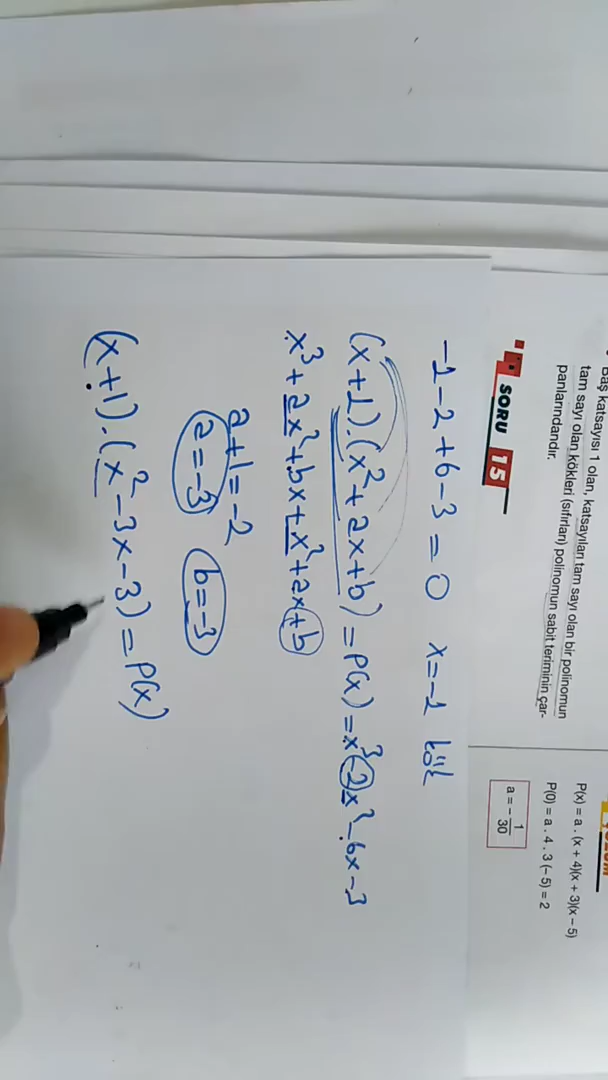 Baş katsayısı 1 olan, katsayıları tam sayı olan bir polinomun
tam sayı olan kökleri (sıfırları) polinomun sabit teriminin çar-
panlarındandır.
SORU 15
P(x) = a . (x + 4)(x + 3)(x − 5)
P(0) = a . 4 . 3 (− 5) = 2
a = − 1/30
-1-2+6-3=0 x=-1 kök
(x+1).(x²+ax+b)=P(x)=x³-2x²-6x-3
x³+ax²+bx+x²+ax+b
a+1=-2
a=-3 b=-3
(x+1).(x²-3x-3)=P(x)